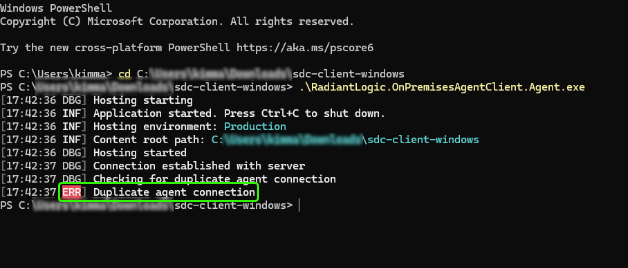 Windows PowerShell
Copyright (C) Microsoft Corporation. All rights reserved.
Try the new cross-platform PowerShell https://aka.ms/pscore6
PS C:\Users\kimma> cd C:\sdc-client-windows
PS C:\sdc-client-windows> .\RadiantLogic.OnPremisesAgentClient.Agent.exe
[17:42:36 DBG] Hosting starting
[17:42:36 INF] Application started. Press Ctrl+C to shut down.
[17:42:36 INF] Hosting environment: Production
[17:42:36 INF] Content root path: C:\sdc-client-windows
[17:42:36 DBG] Hosting started
[17:42:37 DBG] Connection established with server
[17:42:37 DBG] Checking for duplicate agent connection
[17:42:37 ERR] Duplicate agent connection
PS C:\sdc-client-windows>